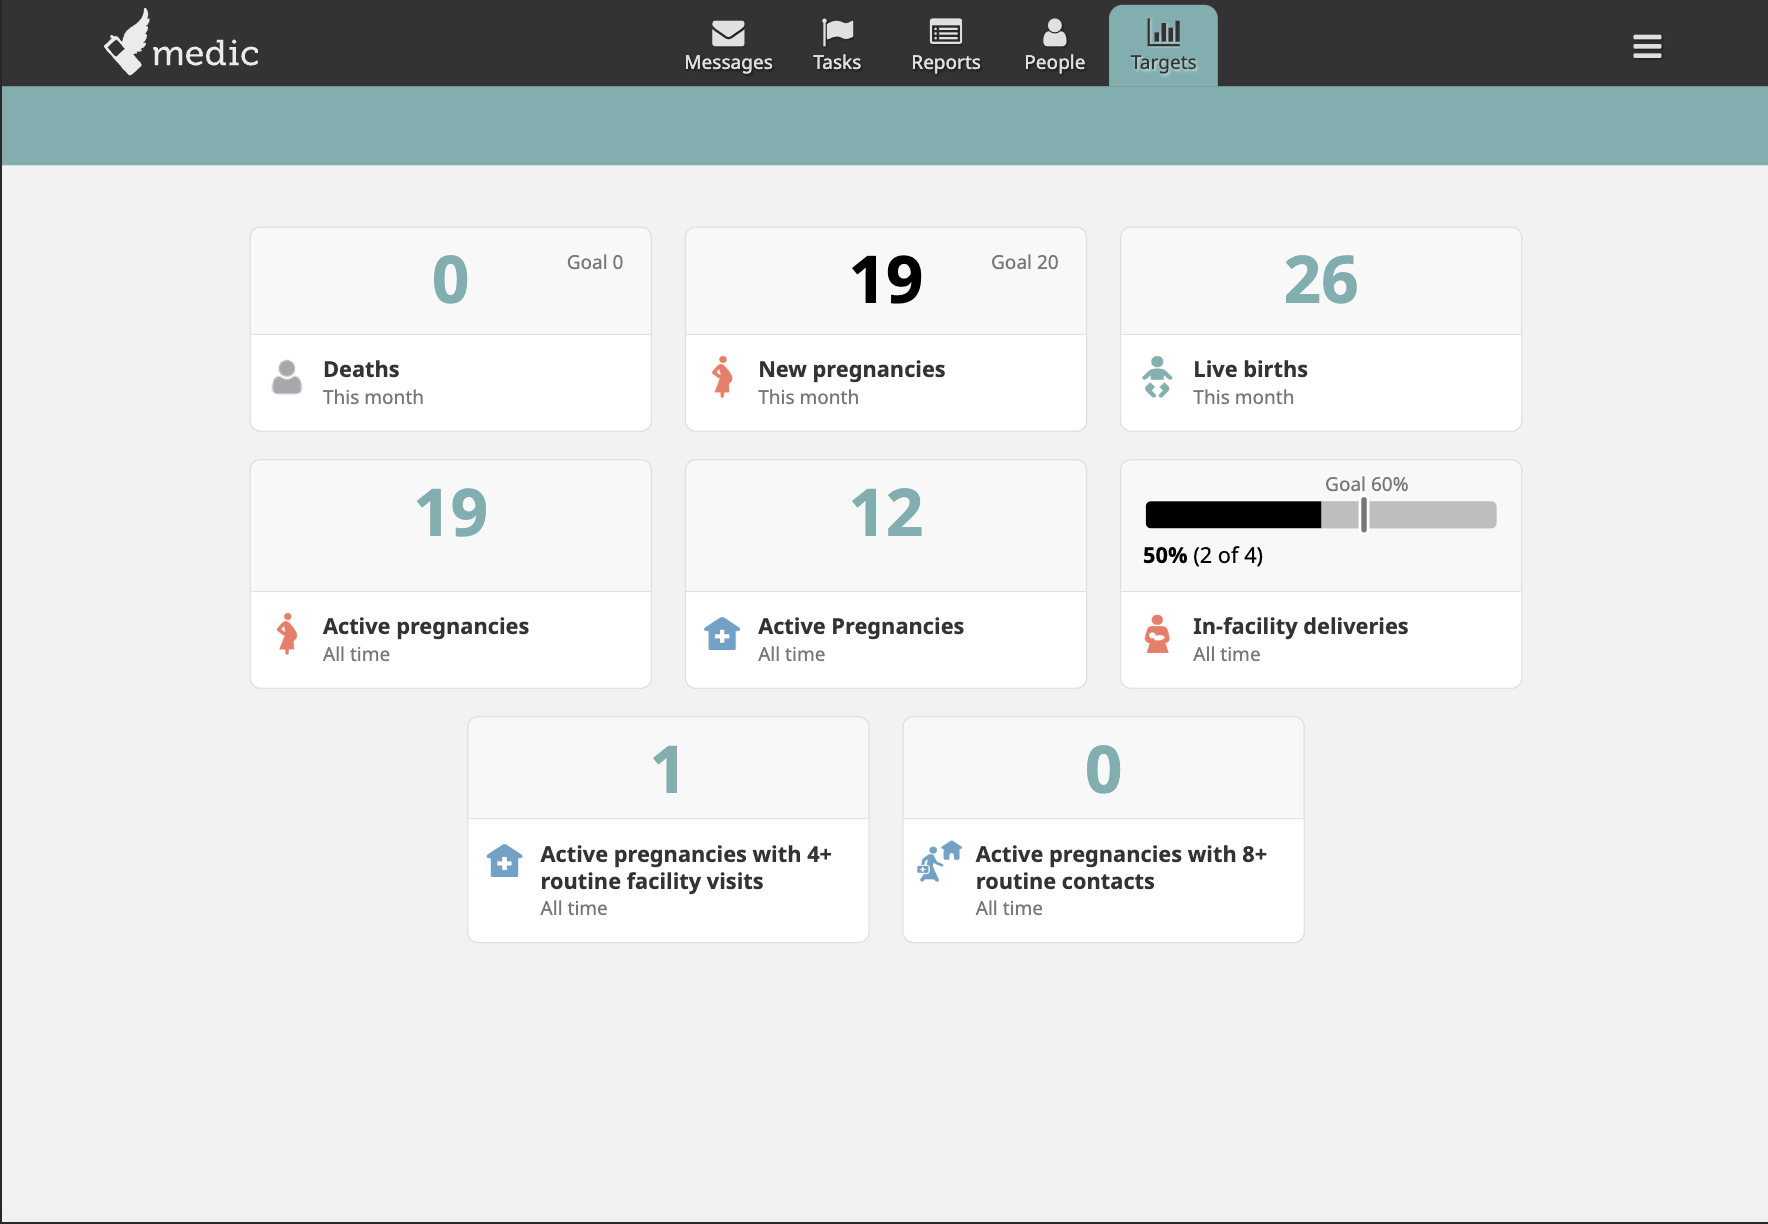 medic
Messages
Tasks
Reports
People
Targets
0
Goal 0
Deaths
This month
19
Goal 20
New pregnancies
This month
26
Live births
This month
19
Active pregnancies
All time
12
Active Pregnancies
All time
Goal 60%
50% (2 of 4)
In-facility deliveries
All time
1
Active pregnancies with 4+
routine facility visits
All time
0
Active pregnancies with 8+
routine contacts
All time